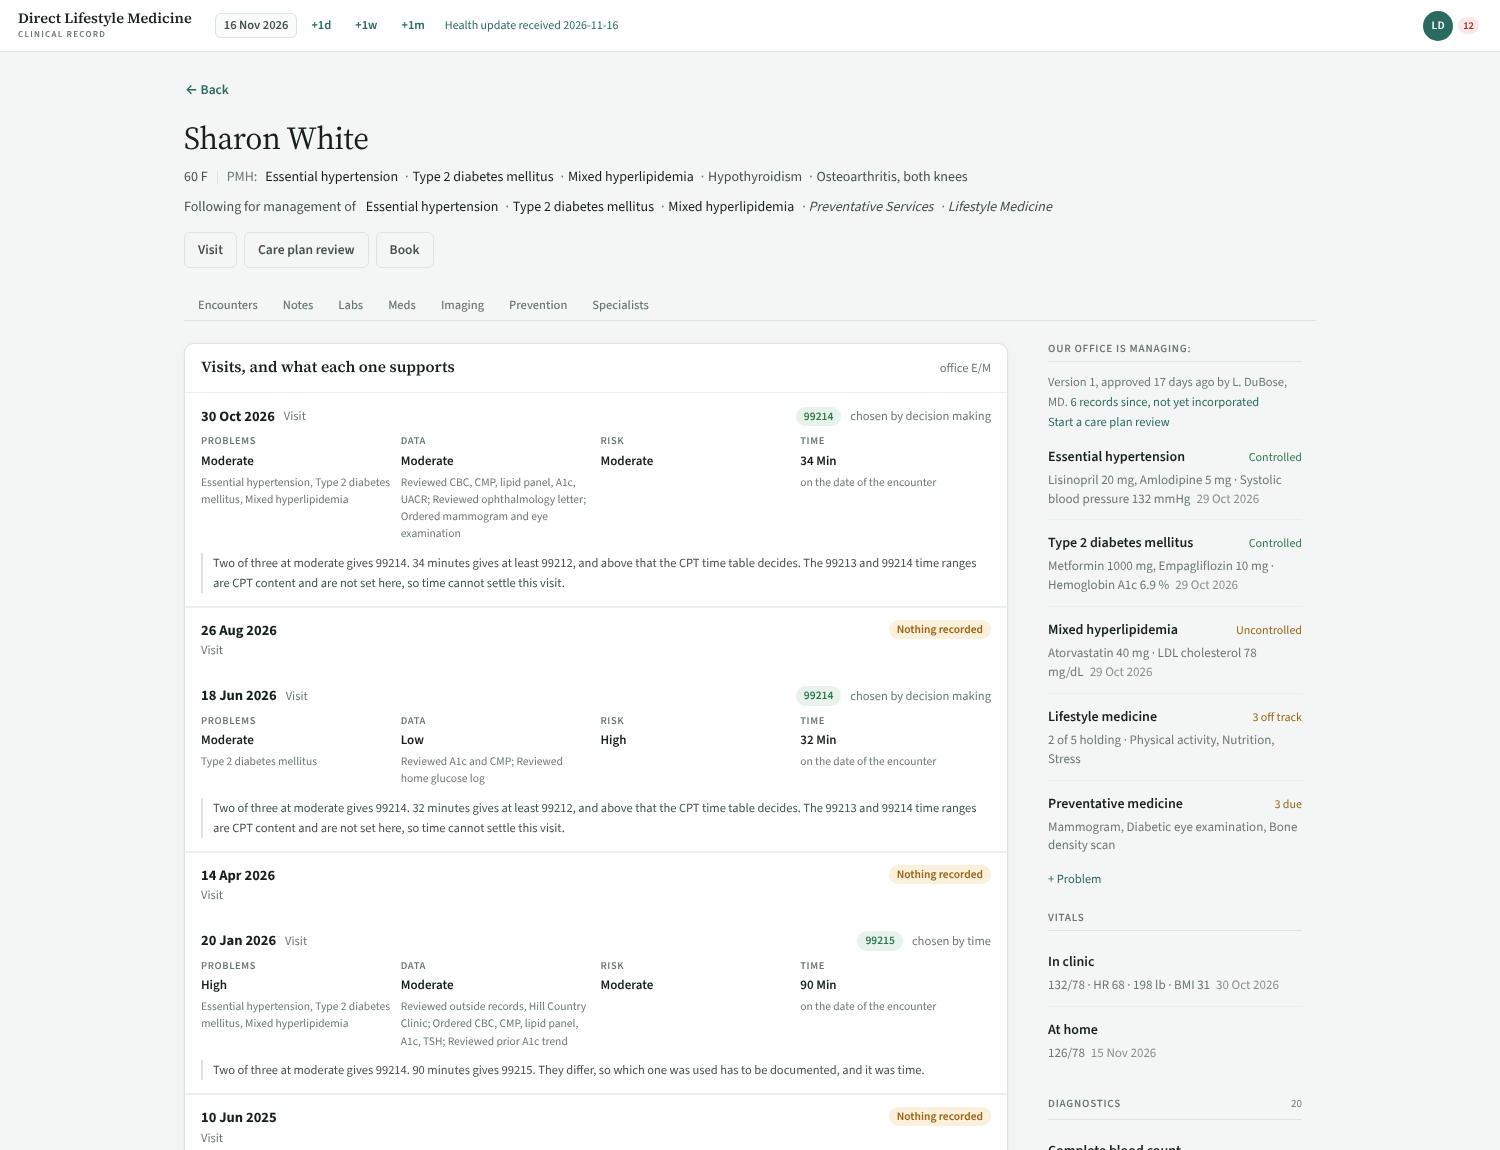 Direct Lifestyle Medicine
CLINICAL RECORD
16 Nov 2026
+1d
+1w
+1m
Health update received 2026-11-16
LD
12
← Back
Sharon White
60 F | PMH: Essential hypertension · Type 2 diabetes mellitus · Mixed hyperlipidemia · Hypothyroidism · Osteoarthritis, both knees
Following for management of Essential hypertension · Type 2 diabetes mellitus · Mixed hyperlipidemia · Preventative Services · Lifestyle Medicine
Visit
Care plan review
Book
Encounters
Notes
Labs
Meds
Imaging
Prevention
Specialists
Visits, and what each one supports
office E/M
30 Oct 2026 Visit
99214 chosen by decision making
PROBLEMS
Moderate
Essential hypertension, Type 2 diabetes
mellitus, Mixed hyperlipidemia
DATA
Moderate
Reviewed CBC, CMP, lipid panel, A1c,
UACR; Reviewed ophthalmology letter;
Ordered mammogram and eye
examination
RISK
Moderate
TIME
34 Min
on the date of the encounter
Two of three at moderate gives 99214. 34 minutes gives at least 99212, and above that the CPT time table decides. The 99213 and 99214 time ranges
are CPT content and are not set here, so time cannot settle this visit.
26 Aug 2026
Nothing recorded
Visit
18 Jun 2026 Visit
99214 chosen by decision making
PROBLEMS
Moderate
Type 2 diabetes mellitus
DATA
Low
Reviewed A1c and CMP; Reviewed
home glucose log
RISK
High
TIME
32 Min
on the date of the encounter
Two of three at moderate gives 99214. 32 minutes gives at least 99212, and above that the CPT time table decides. The 99213 and 99214 time ranges
are CPT content and are not set here, so time cannot settle this visit.
14 Apr 2026
Nothing recorded
Visit
20 Jan 2026 Visit
99215 chosen by time
PROBLEMS
High
Essential hypertension, Type 2 diabetes
mellitus, Mixed hyperlipidemia
DATA
Moderate
Reviewed outside records, Hill Country
Clinic; Ordered CBC, CMP, lipid panel,
A1c, TSH; Reviewed prior A1c trend
RISK
Moderate
TIME
90 Min
on the date of the encounter
Two of three at moderate gives 99214. 90 minutes gives 99215. They differ, so which one was used has to be documented, and it was time.
10 Jun 2025
Nothing recorded
Visit
OUR OFFICE IS MANAGING:
Version 1, approved 17 days ago by L. DuBose,
MD. 6 records since, not yet incorporated
Start a care plan review
Essential hypertension
Controlled
Lisinopril 20 mg, Amlodipine 5 mg · Systolic
blood pressure 132 mmHg 29 Oct 2026
Type 2 diabetes mellitus
Controlled
Metformin 1000 mg, Empagliflozin 10 mg ·
Hemoglobin A1c 6.9 % 29 Oct 2026
Mixed hyperlipidemia
Uncontrolled
Atorvastatin 40 mg · LDL cholesterol 78
mg/dL 29 Oct 2026
Lifestyle medicine
3 off track
2 of 5 holding · Physical activity, Nutrition,
Stress
Preventative medicine
3 due
Mammogram, Diabetic eye examination, Bone
density scan
+ Problem
VITALS
In clinic
132/78 · HR 68 · 198 lb · BMI 31 30 Oct 2026
At home
126/78 15 Nov 2026
DIAGNOSTICS
20
Complete blood count